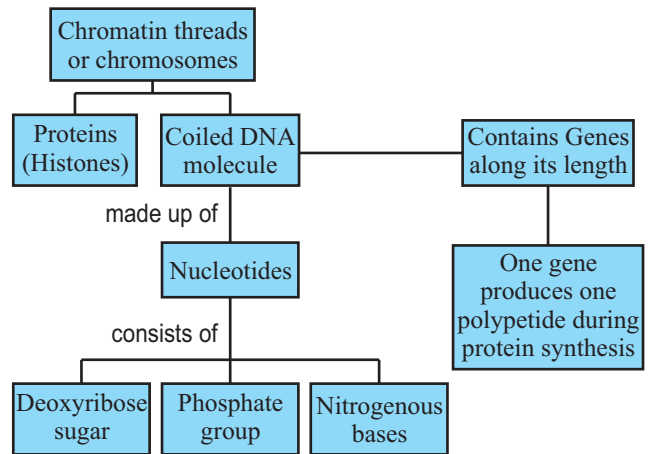 Chromatin threads
or chromosomes
Proteins
(Histones)
Coiled DNA
molecule
Contains Genes
along its length
made up of
Nucleotides
One gene
produces one
polypetide during
protein synthesis
consists of
Deoxyribose
sugar
Phosphate
group
Nitrogenous
bases